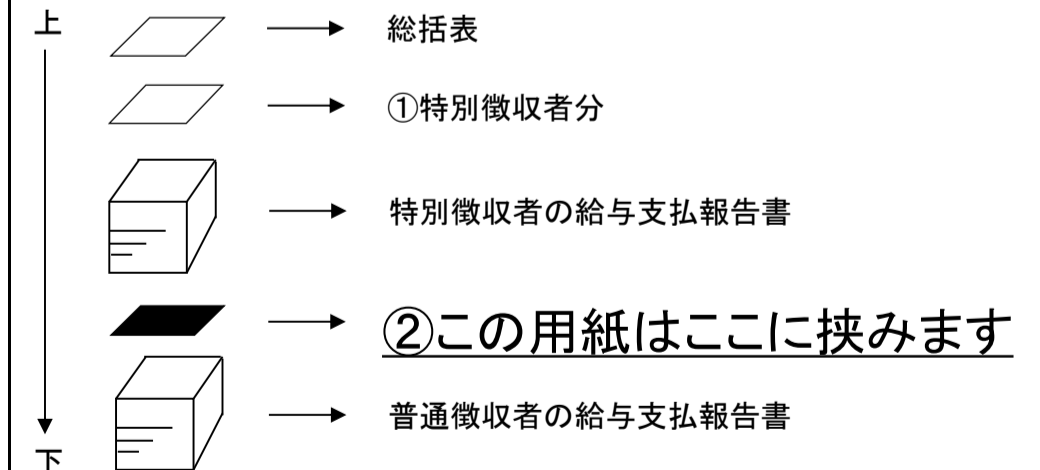 上
総括表
①特別徴収者分
特別徴収者の給与支払報告書
②この用紙はここに挟みます
普通徴収者の給与支払報告書
下